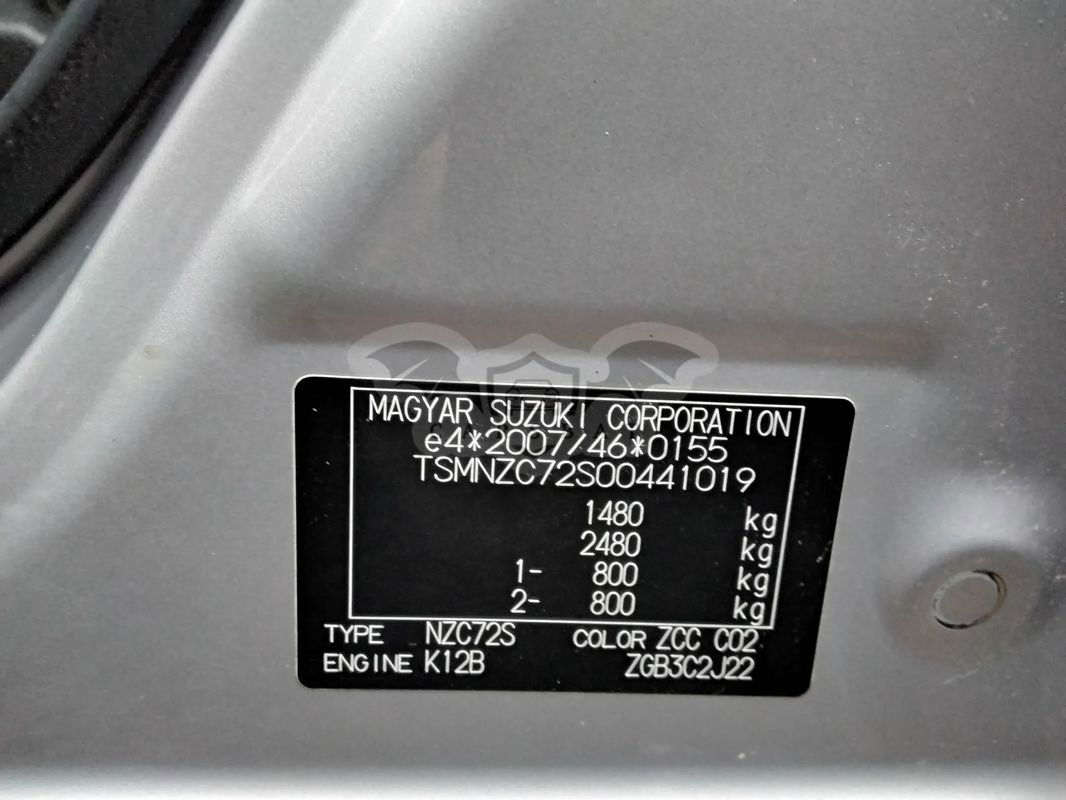 MAGYAR SUZUKI CORPORATION
e4*2007/46*0155
TSMNZC72S00441019
1480 kg
2480 kg
1- 800 kg
2- 800 kg
TYPE NZC72S COLOR ZCC C02
ENGINE K12B ZGB3C2J22